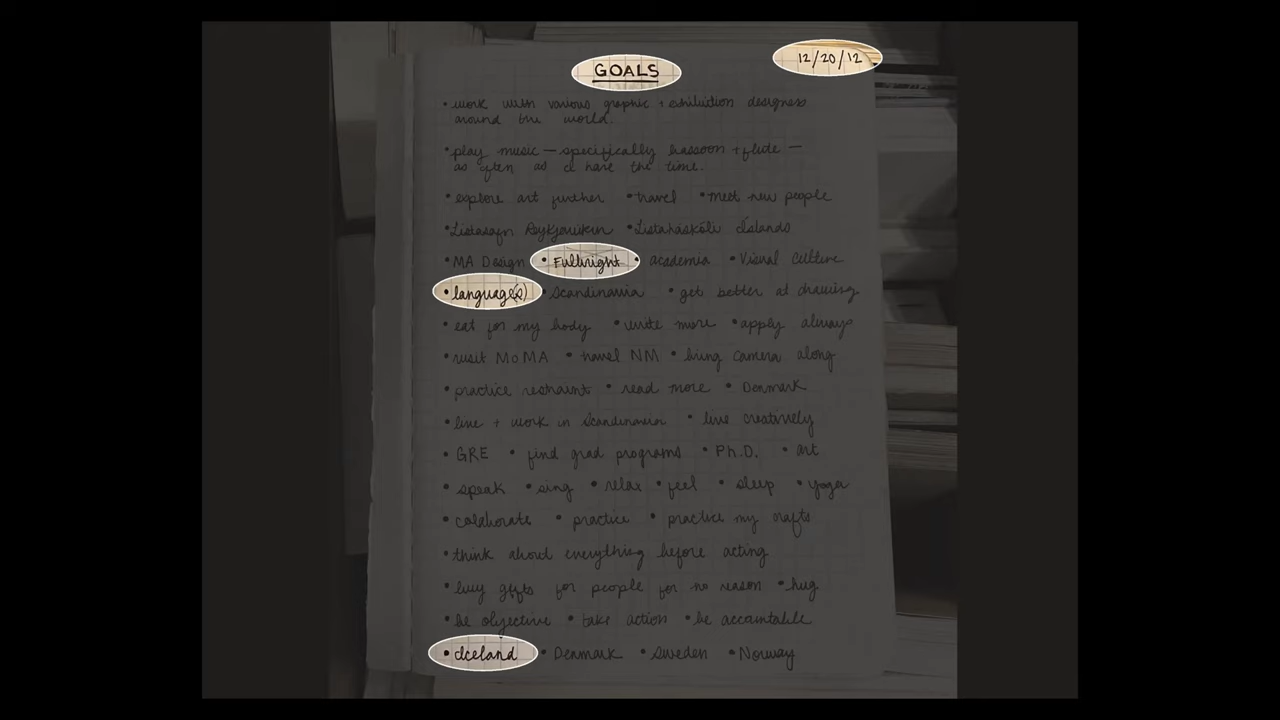 GOALS
12/20/12
• work with various graphic + exhibition designers
around the world.
• play music — specifically bassoon + flute —
as often as I have the time.
• explore art further • travel • meet new people
• Listasafn Reykjavíkur • Listaháskóli Íslands
• MA Design • Fulbright • academia • Visual Culture
• language(s) • Scandinavia • get better at drawing
• eat for my body • write more • apply always
• visit MoMA • travel NM • bring camera along
• practice restraint • read more • Denmark
• live + work in Scandinavia • live creatively
• GRE • find grad programs • Ph.D. • art
• speak • sing • relax • feel • sleep • yoga
• colaborate • practice • practice my crafts
• think about everything before acting
• buy gifts for people for no reason • hug
• be objective • take action • be accountable
• Iceland • Denmark • Sweden • Norway